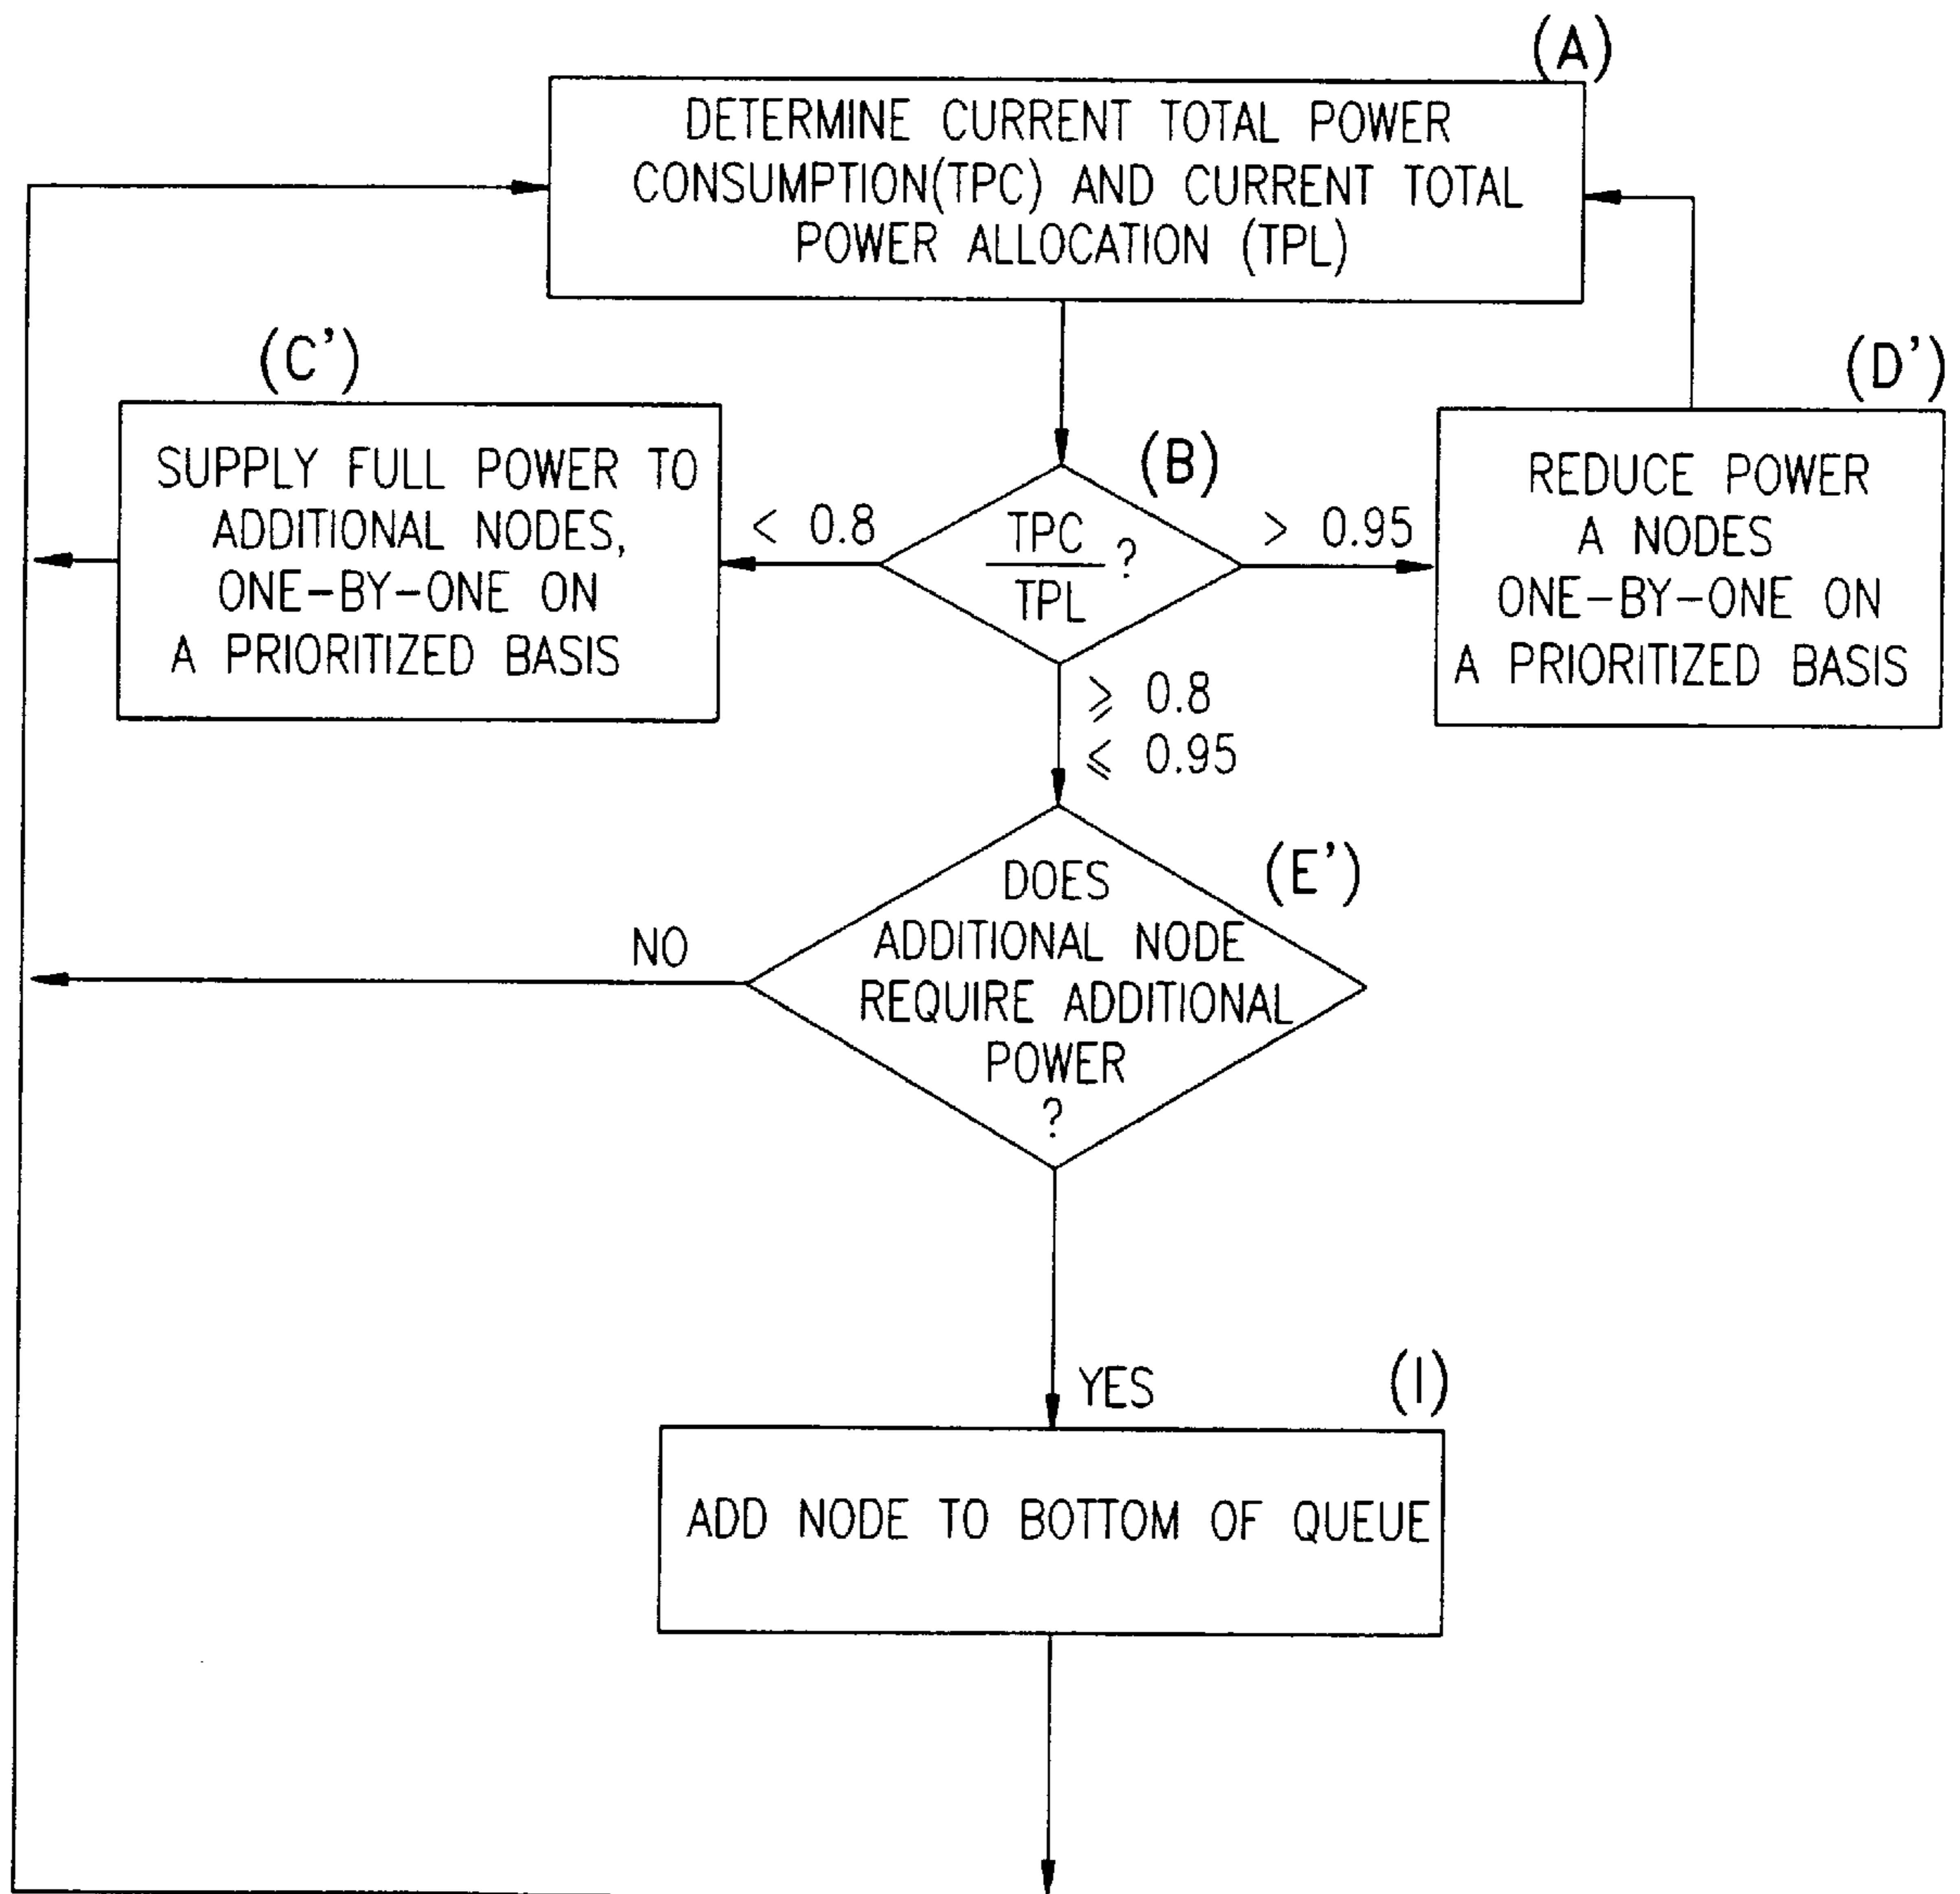 (A)
DETERMINE CURRENT TOTAL POWER
CONSUMPTION(TPC) AND CURRENT TOTAL
POWER ALLOCATION (TPL)
(C')
SUPPLY FULL POWER TO
ADDITIONAL NODES,
ONE-BY-ONE ON
A PRIORITIZED BASIS
< 0.8
(B)
TPC
?
TPL
> 0.95
(D')
REDUCE POWER
A NODES
ONE-BY-ONE ON
A PRIORITIZED BASIS
⩾ 0.8
⩽ 0.95
(E')
DOES
ADDITIONAL NODE
REQUIRE ADDITIONAL
POWER
?
NO
YES
(I)
ADD NODE TO BOTTOM OF QUEUE